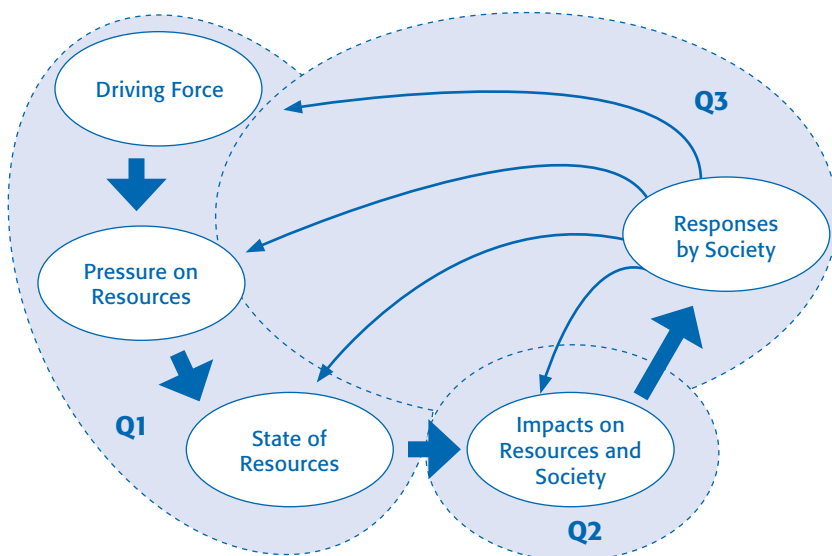 Driving Force
Q3
Responses
by Society
Pressure on
Resources
Q1
State of
Resources
Impacts on
Resources and
Society
Q2